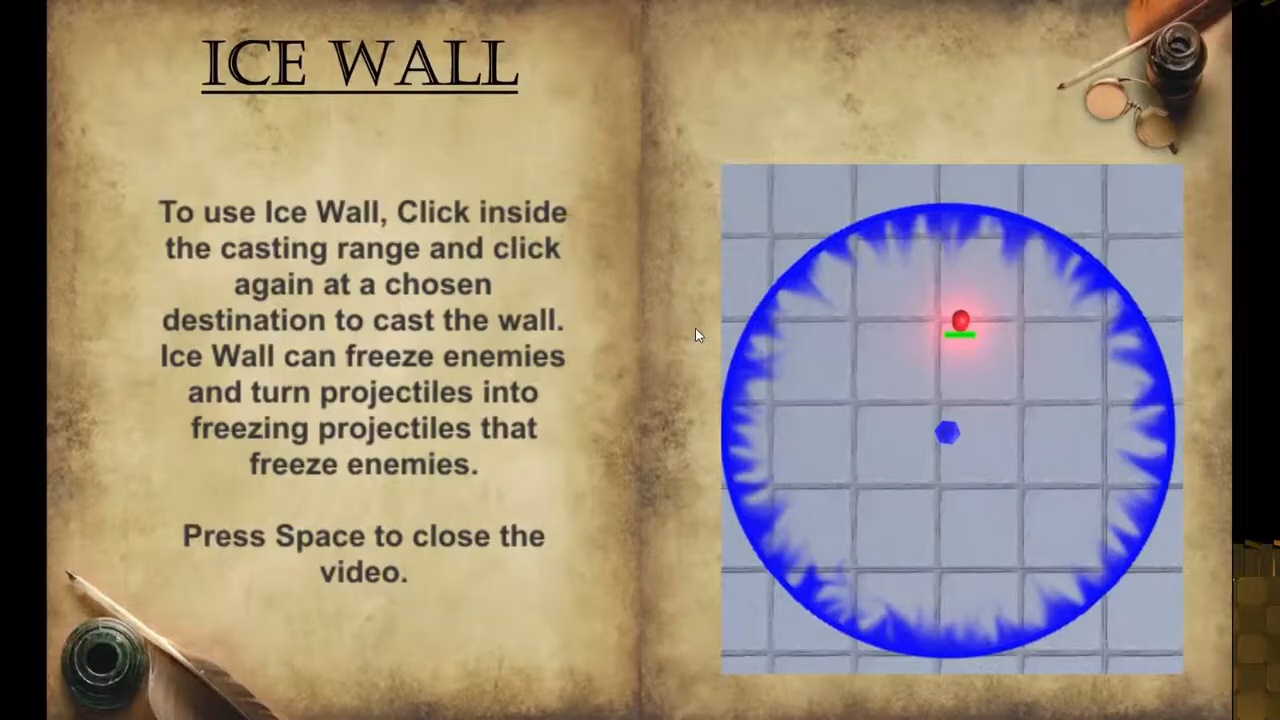 ICE WALL
To use Ice Wall, Click inside
the casting range and click
again at a chosen
destination to cast the wall.
Ice Wall can freeze enemies
and turn projectiles into
freezing projectiles that
freeze enemies.
Press Space to close the
video.